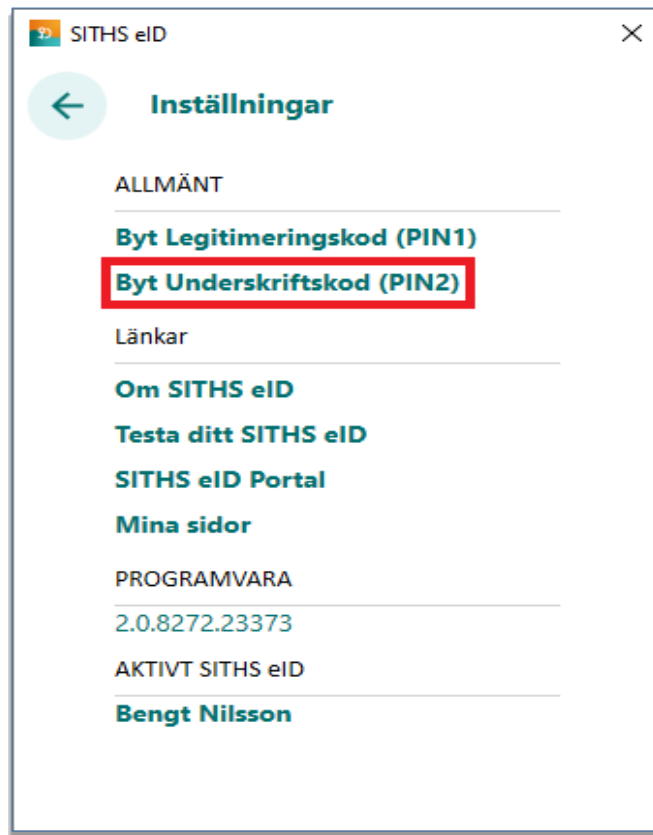 SITHS eID
Inställningar
ALLMÄNT
Byt Legitimeringskod (PIN1)
Byt Underskriftskod (PIN2)
Länkar
Om SITHS eID
Testa ditt SITHS eID
SITHS eID Portal
Mina sidor
PROGRAMVARA
2.0.8272.23373
AKTIVT SITHS eID
Bengt Nilsson